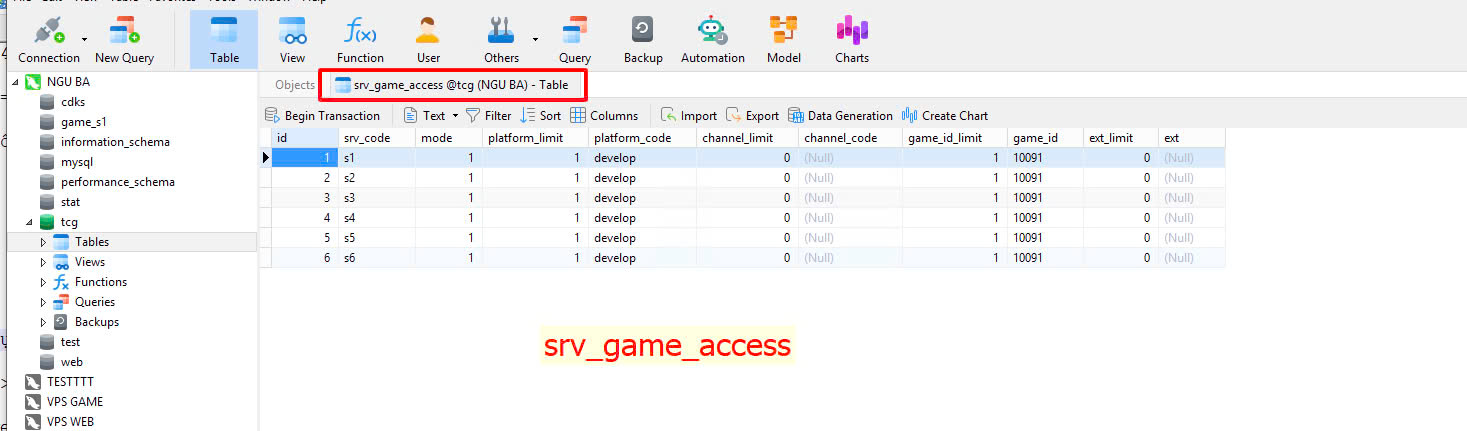 Connection New Query Table View Function User Others Query Backup Automation Model Charts
NGU BA
cdks
game_s1
information_schema
mysql
performance_schema
stat
tcg
Tables
Views
Functions
Queries
Backups
test
web
TESTTTT
VPS GAME
VPS WEB
Objects srv_game_access @tcg (NGU BA) - Table
Begin Transaction Text Filter Sort Columns Import Export Data Generation Create Chart
id srv_code mode platform_limit platform_code channel_limit channel_code game_id_limit game_id ext_limit ext
1 s1 1 1 develop 0 (Null) 1 10091 0 (Null)
2 s2 1 1 develop 0 (Null) 1 10091 0 (Null)
3 s3 1 1 develop 0 (Null) 1 10091 0 (Null)
4 s4 1 1 develop 0 (Null) 1 10091 0 (Null)
5 s5 1 1 develop 0 (Null) 1 10091 0 (Null)
6 s6 1 1 develop 0 (Null) 1 10091 0 (Null)
srv_game_access